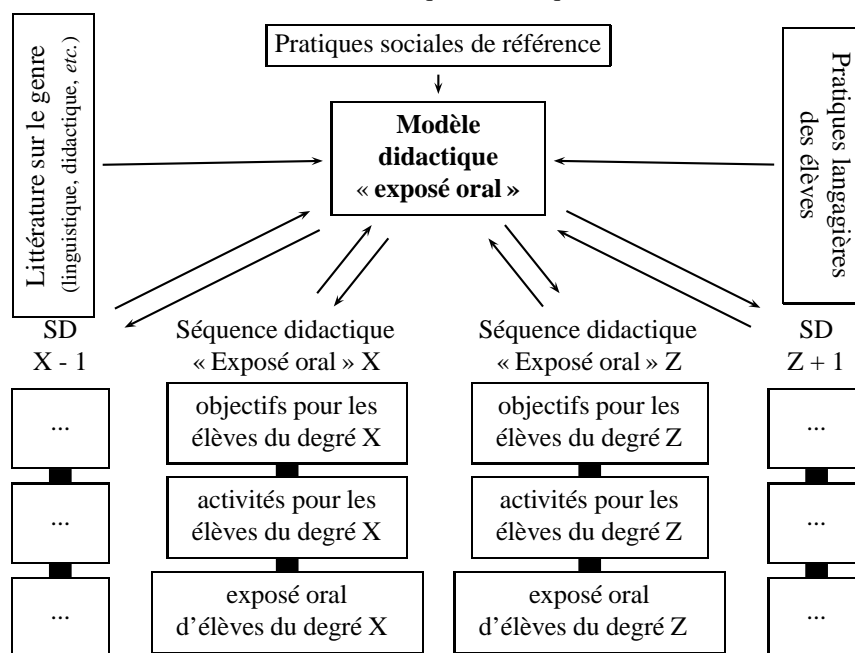 Pratiques sociales de référence
Littérature sur le genre
(linguistique, didactique, etc.)
Modèle
didactique
« exposé oral »
Pratiques langagières
des élèves
SD
X - 1
Séquence didactique
« Exposé oral » X
Séquence didactique
« Exposé oral » Z
SD
Z + 1
...
objectifs pour les
élèves du degré X
objectifs pour les
élèves du degré Z
...
...
activités pour les
élèves du degré X
activités pour les
élèves du degré Z
...
...
exposé oral
d'élèves du degré X
exposé oral
d'élèves du degré Z
...